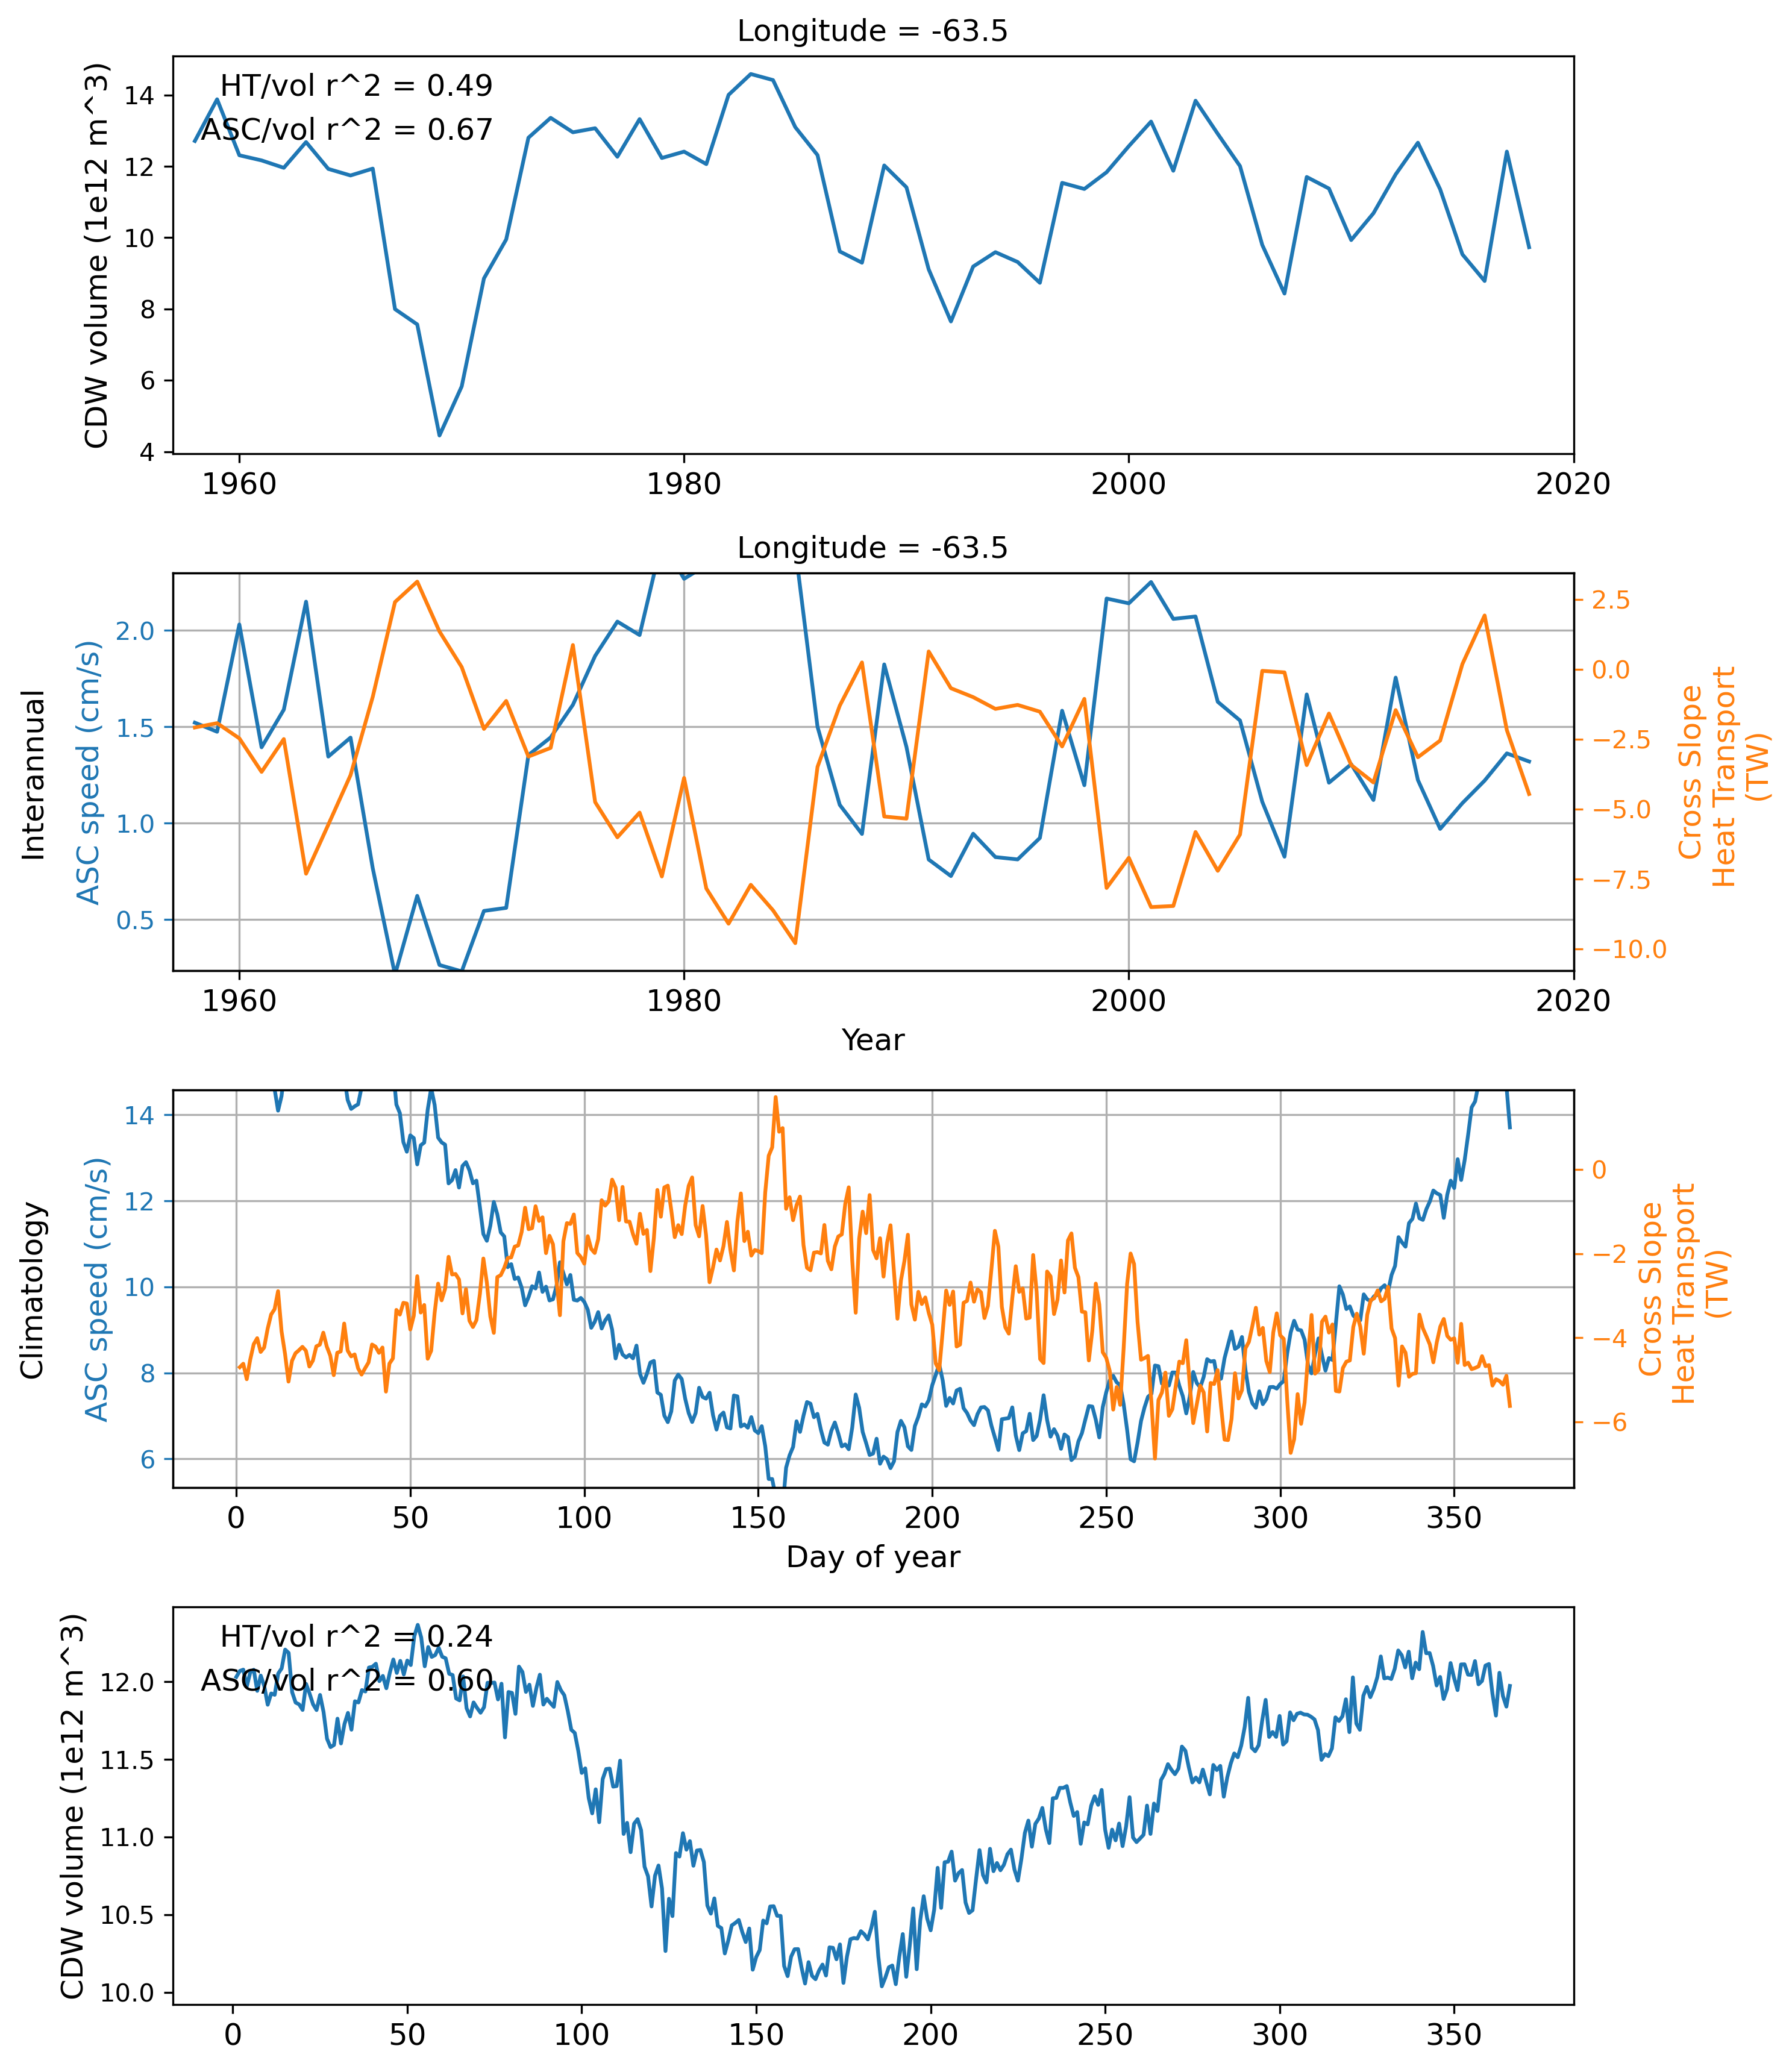 Longitude = -63.5
HT/vol r^2 = 0.49
ASC/vol r^2 = 0.67
CDW volume (1e12 m^3)
14
12
10
8
6
4
1960
1980
2000
2020
Longitude = -63.5
Interannual
ASC speed (cm/s)
2.0
1.5
1.0
0.5
2.5
0.0
−2.5
−5.0
−7.5
−10.0
Cross Slope
Heat Transport
(TW)
1960
1980
2000
2020
Year
Climatology
ASC speed (cm/s)
14
12
10
8
6
0
−2
−4
−6
Cross Slope
Heat Transport
(TW)
0
50
100
150
200
250
300
350
Day of year
HT/vol r^2 = 0.24
ASC/vol r^2 = 0.60
CDW volume (1e12 m^3)
12.0
11.5
11.0
10.5
10.0
0
50
100
150
200
250
300
350